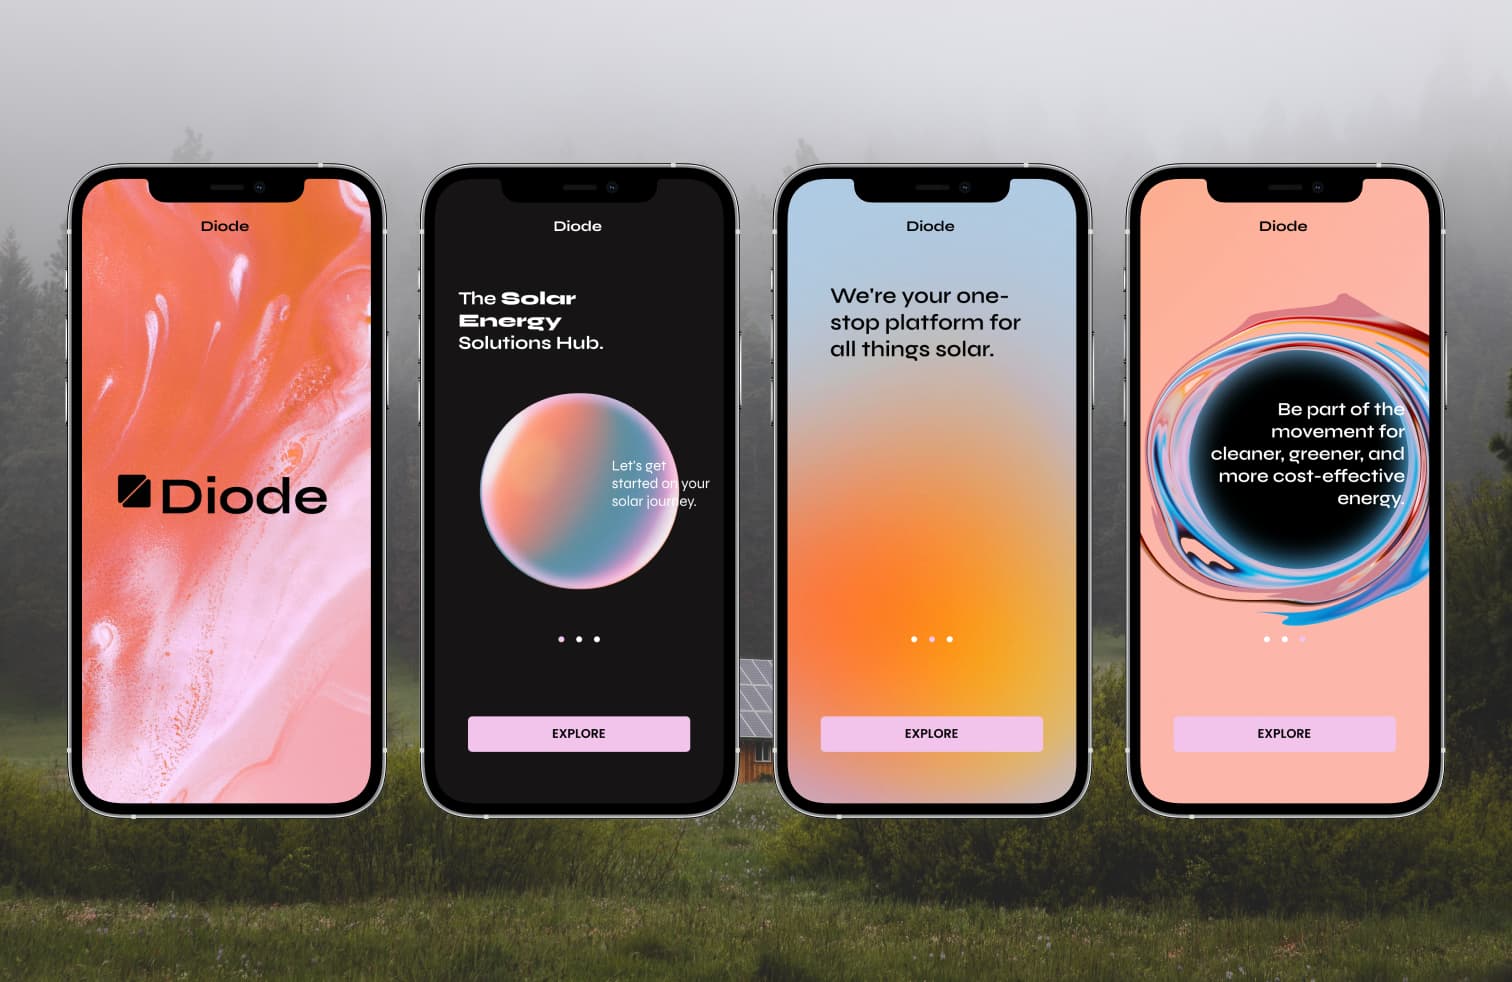 Diode
Diode
Diode
The Solar
Energy
Solutions Hub.
Let's get
started on your
solar journey.
EXPLORE
Diode
We're your one-
stop platform for
all things solar.
EXPLORE
Diode
Be part of the
movement for
cleaner, greener, and
more cost-effective
energy.
EXPLORE